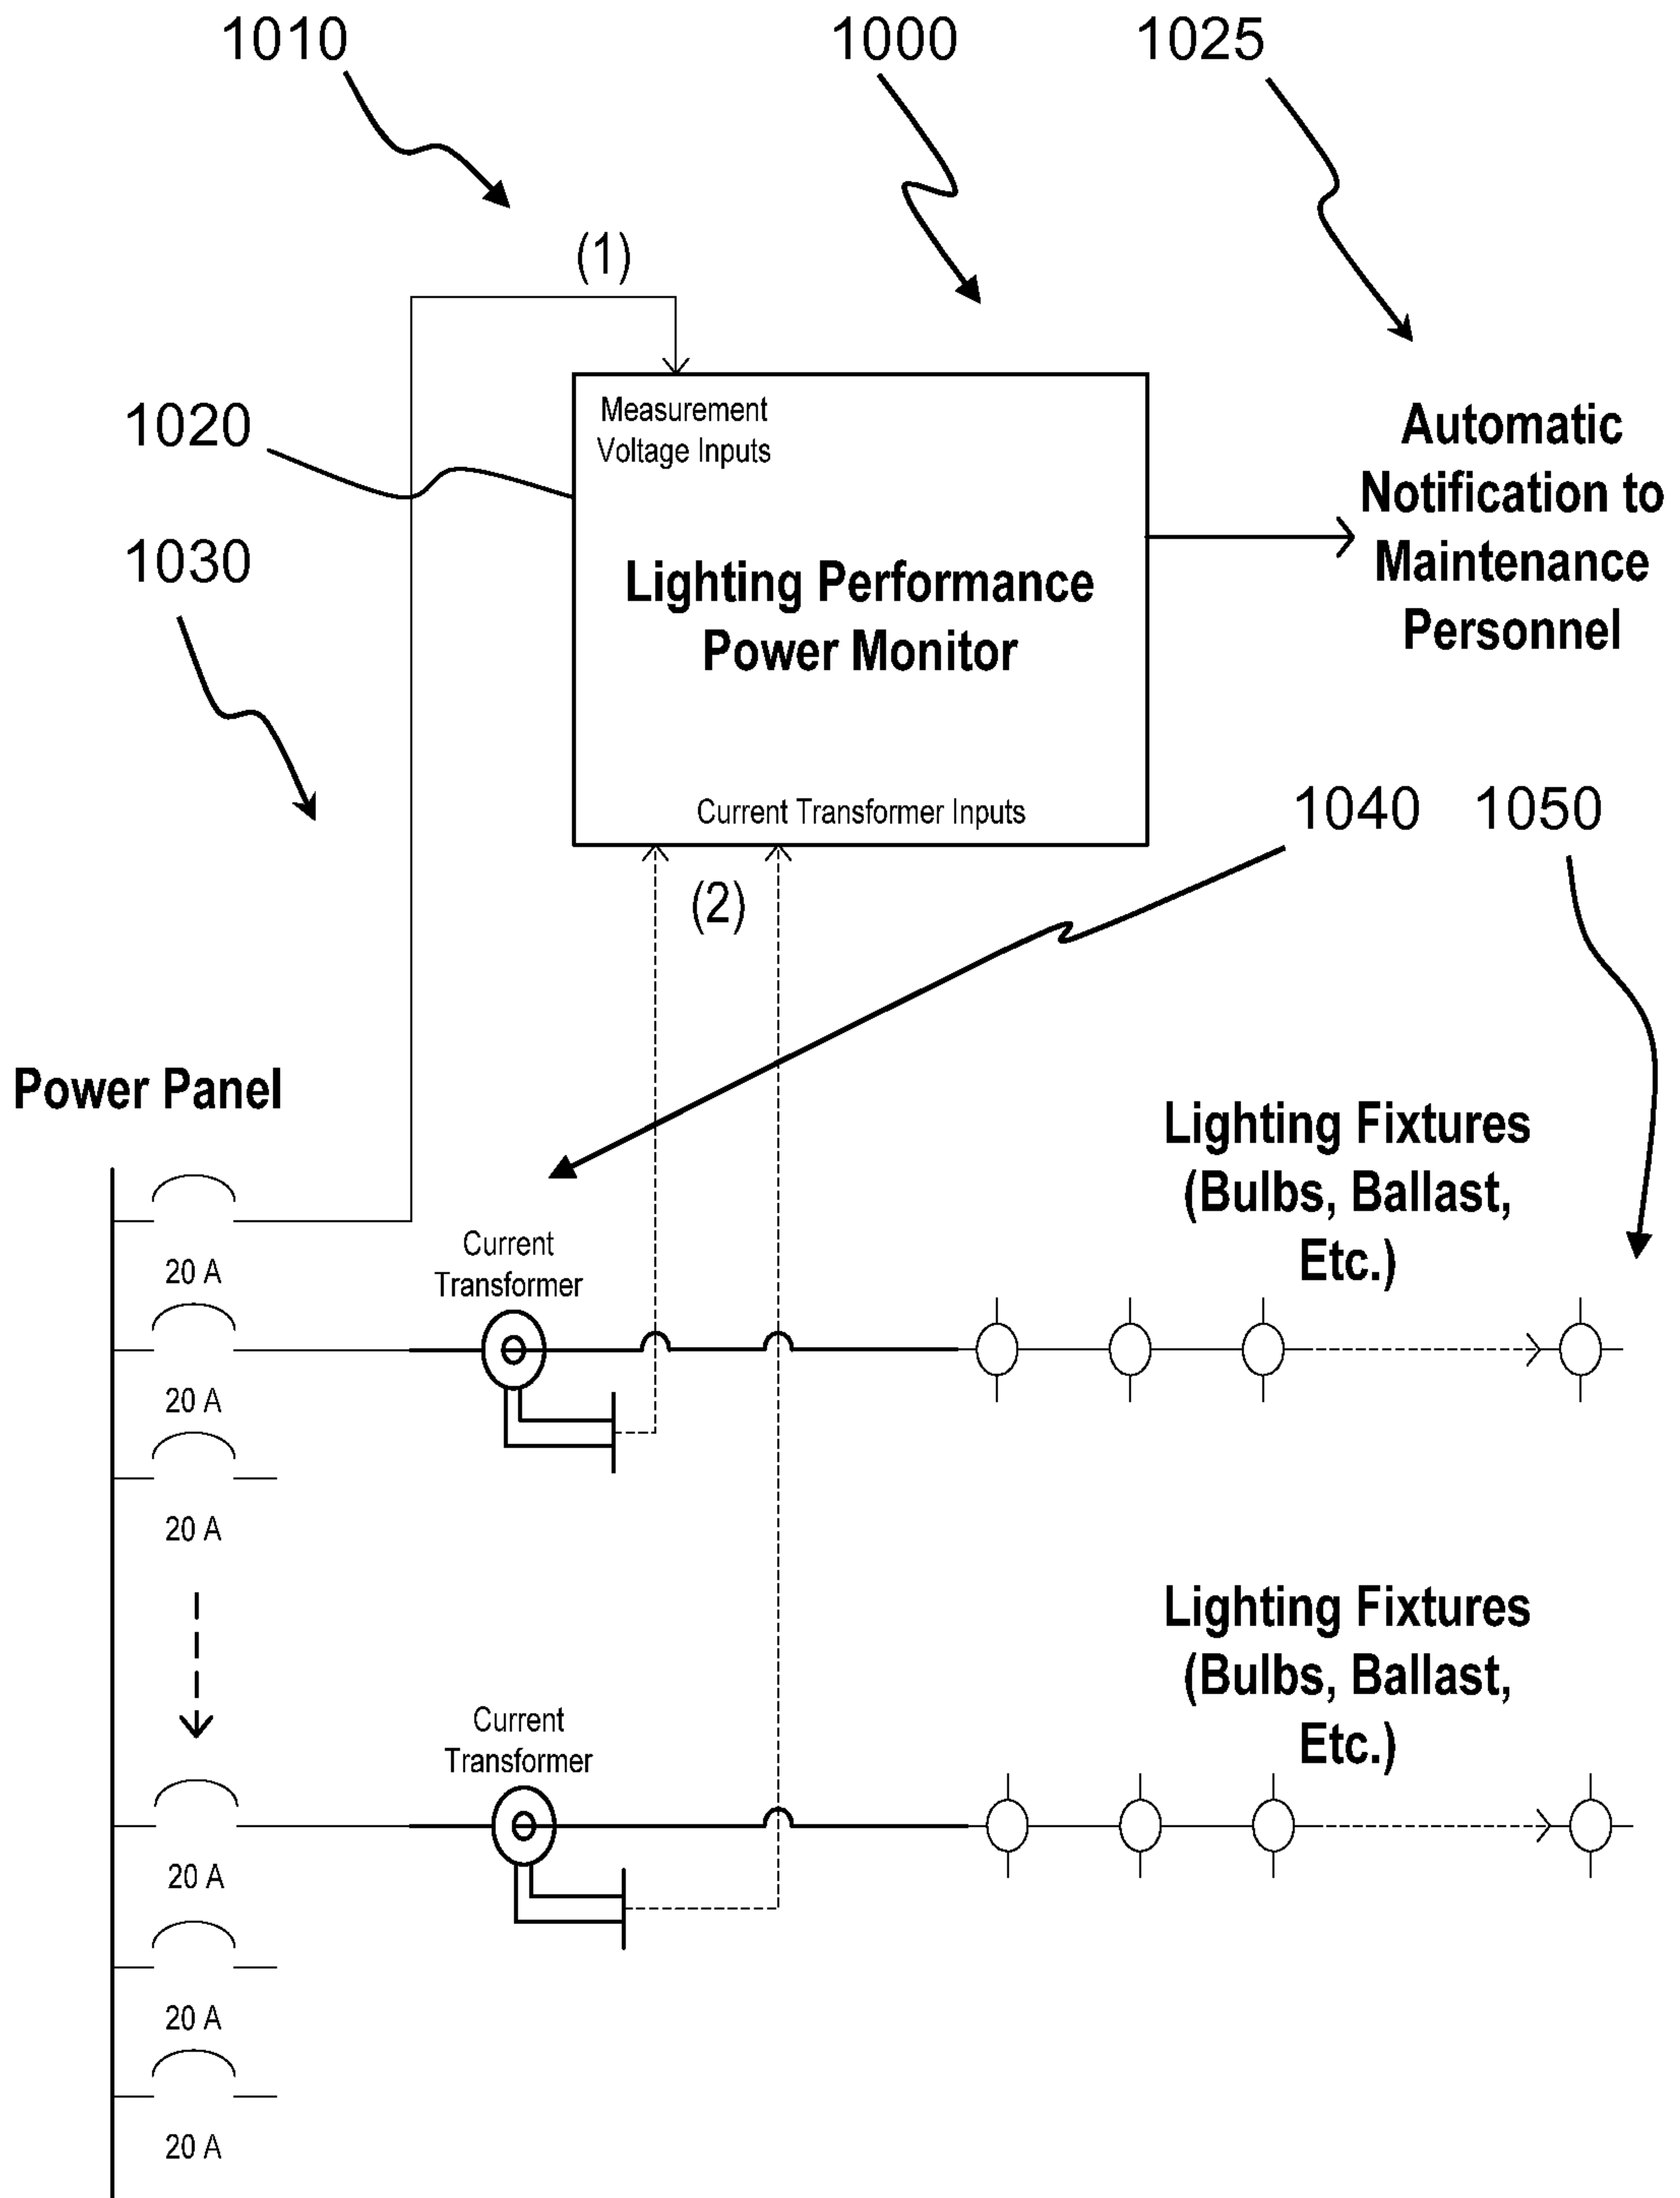 1010
1000
1025
(1)
1020
Measurement
Voltage Inputs
Automatic
Notification to
Maintenance
Personnel
1030
Lighting Performance
Power Monitor
Current Transformer Inputs
1040
1050
(2)
Power Panel
Lighting Fixtures
(Bulbs, Ballast,
Etc.)
Current
Transformer
20 A
20 A
20 A
Lighting Fixtures
(Bulbs, Ballast,
Etc.)
Current
Transformer
20 A
20 A
20 A